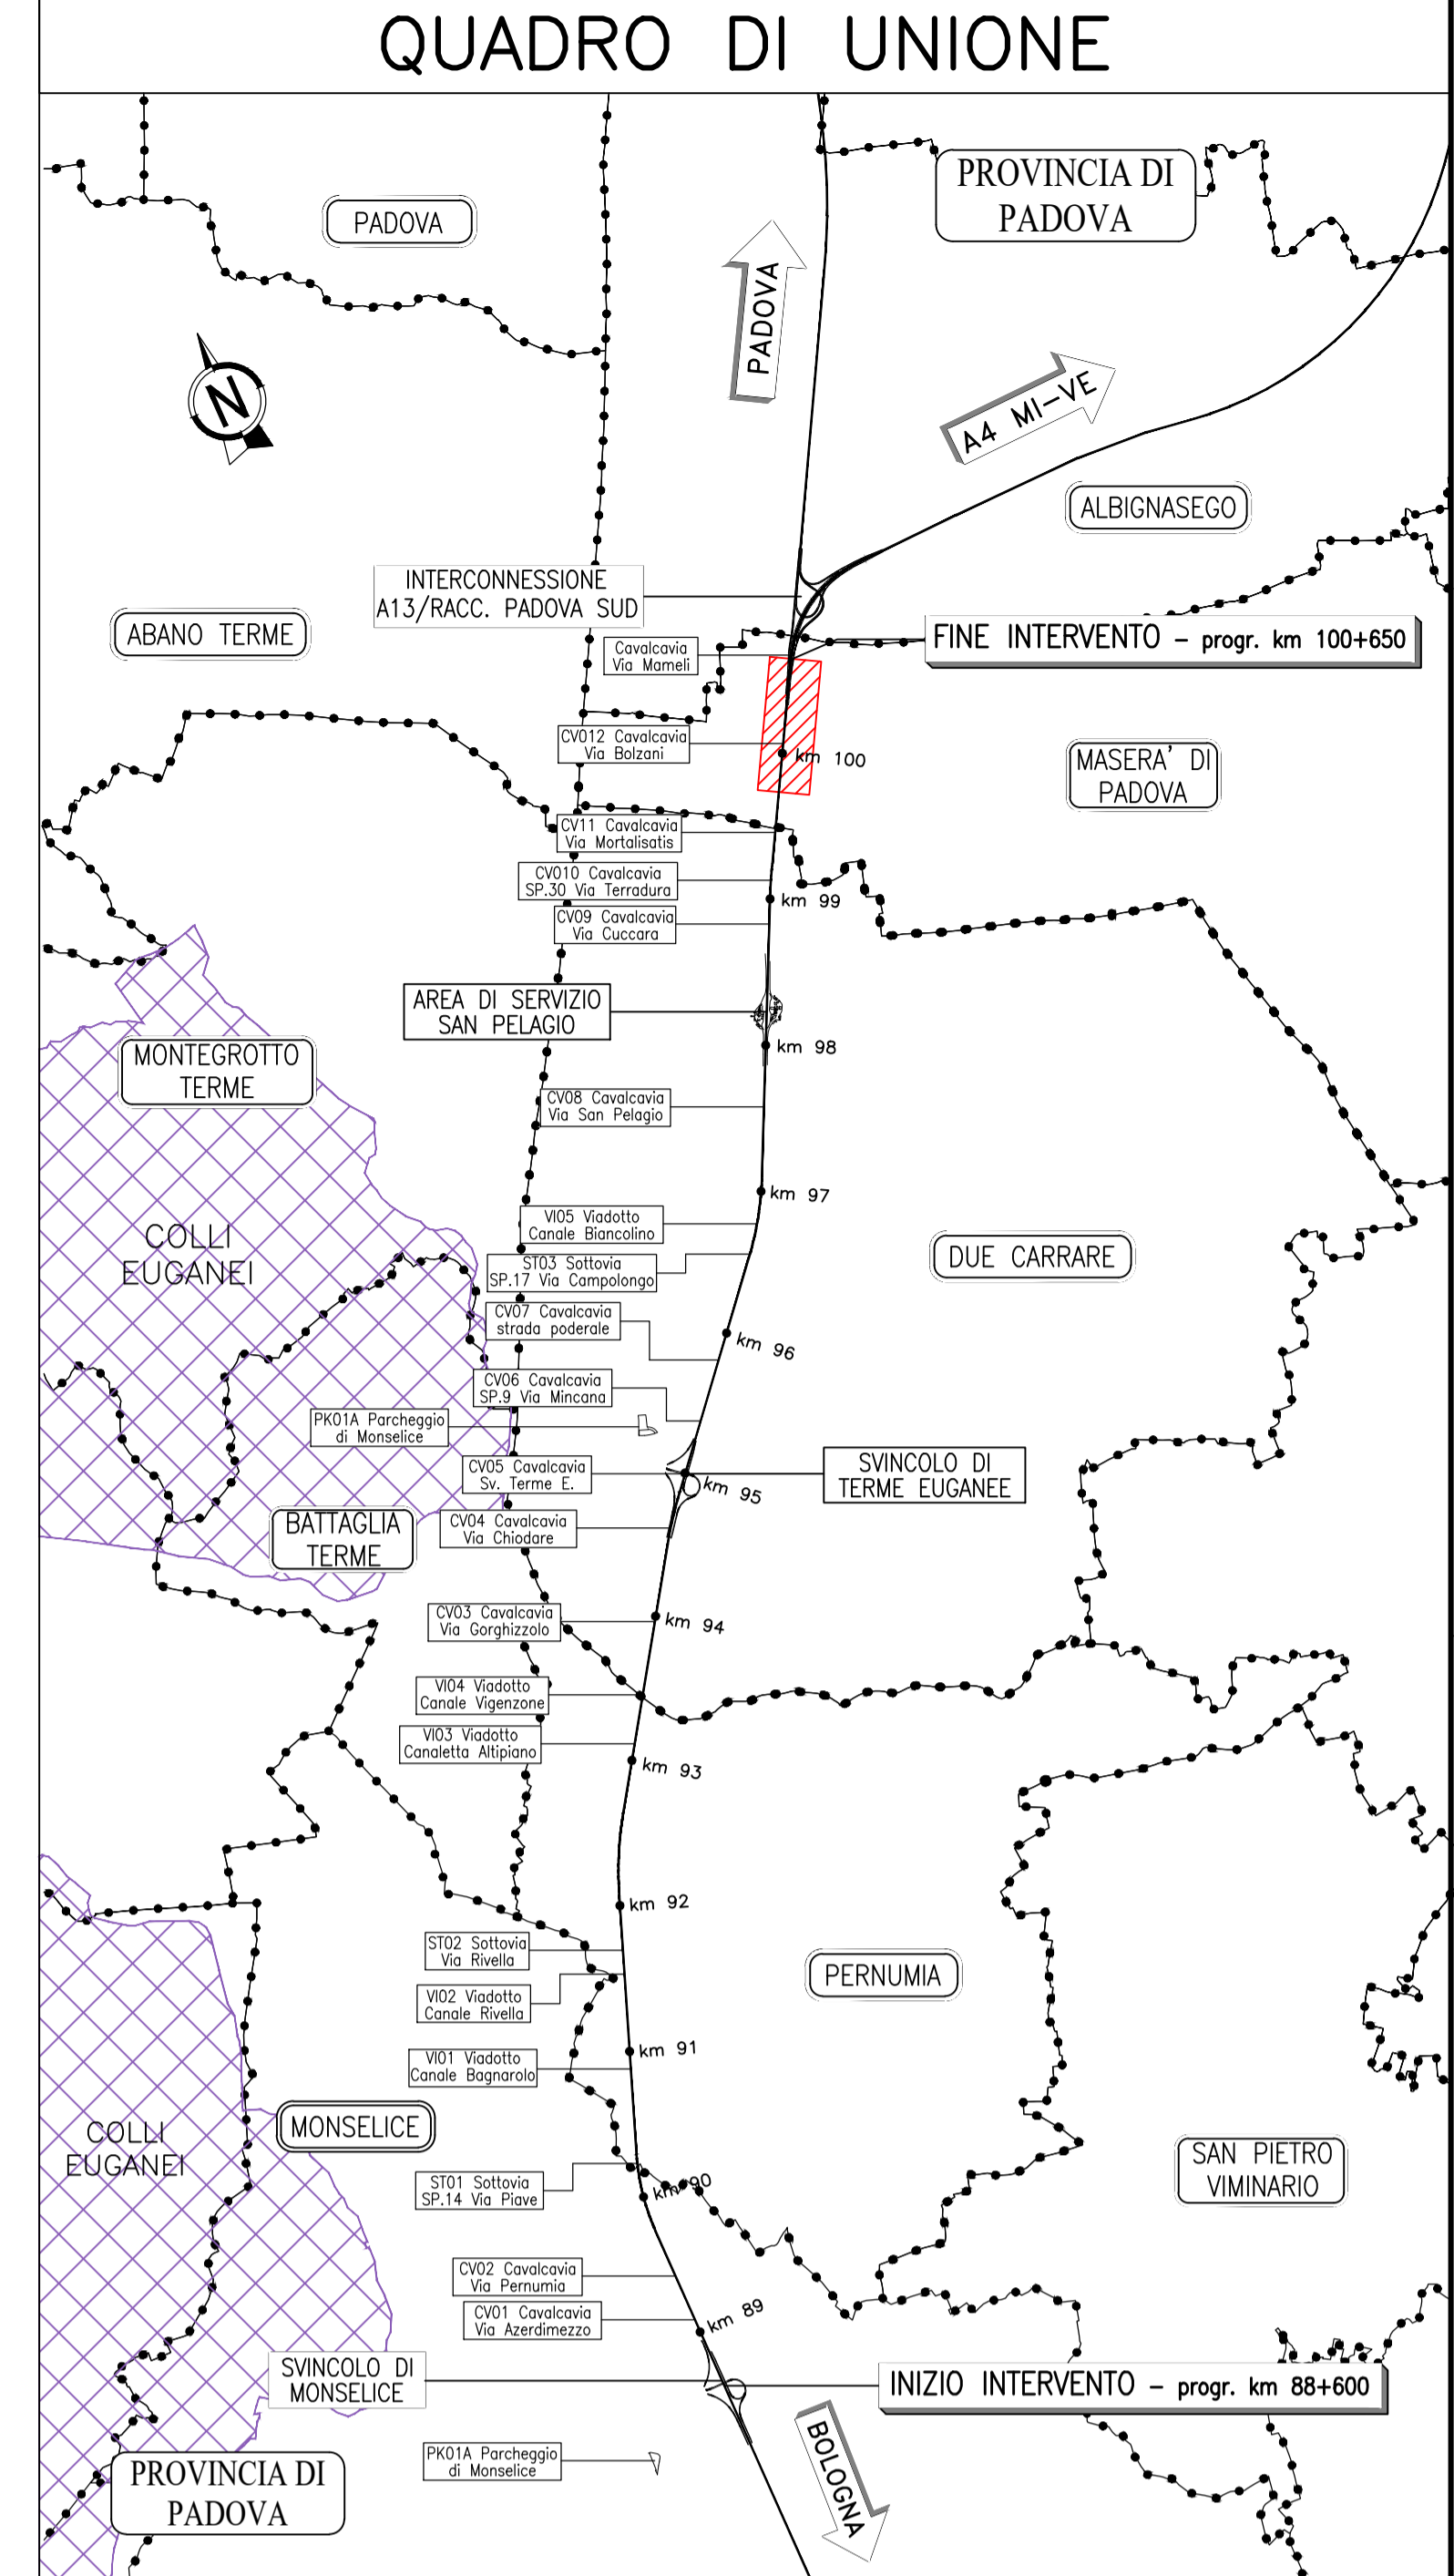 QUADRO DI UNIONE
PROVINCIA DI
PADOVA
PADOVA
PADOVA
N
A4 MI-VE
ALBIGNASEGO
INTERCONNESSIONE
A13/RACC. PADOVA SUD
ABANO TERME
FINE INTERVENTO - progr. km 100+650
Cavalcavia
Via Mameli
CV012 Cavalcavia
Via Bolzani
km 100
MASERA' DI
PADOVA
CV11 Cavalcavia
Via Mortalisatis
CV010 Cavalcavia
SP.30 Via Terradura
km 99
CV09 Cavalcavia
Via Cuccara
AREA DI SERVIZIO
SAN PELAGIO
km 98
MONTEGROTTO
TERME
CV08 Cavalcavia
Via San Pelagio
km 97
VI05 Viadotto
Canale Biancolino
COLLI
EUGANEI
DUE CARRARE
ST03 Sottovia
SP.17 Via Campolongo
CV07 Cavalcavia
strada poderale
km 96
CV06 Cavalcavia
SP.9 Via Mincana
PK01A Parcheggio
di Monselice
CV05 Cavalcavia
Sv. Terme E.
SVINCOLO DI
TERME EUGANEE
km 95
BATTAGLIA
TERME
CV04 Cavalcavia
Via Chiodare
CV03 Cavalcavia
Via Gorghizzolo
km 94
VI04 Viadotto
Canale Vigenzone
VI03 Viadotto
Canaletta Altipiano
km 93
km 92
ST02 Sottovia
Via Rivella
PERNUMIA
VI02 Viadotto
Canale Rivella
km 91
VI01 Viadotto
Canale Bagnarolo
MONSELICE
COLLI
EUGANEI
SAN PIETRO
VIMINARIO
ST01 Sottovia
SP.14 Via Piave
km 90
CV02 Cavalcavia
Via Pernumia
CV01 Cavalcavia
Via Azerdimezzo
km 89
SVINCOLO DI
MONSELICE
INIZIO INTERVENTO - progr. km 88+600
BOLOGNA
PK01A Parcheggio
di Monselice
PROVINCIA DI
PADOVA